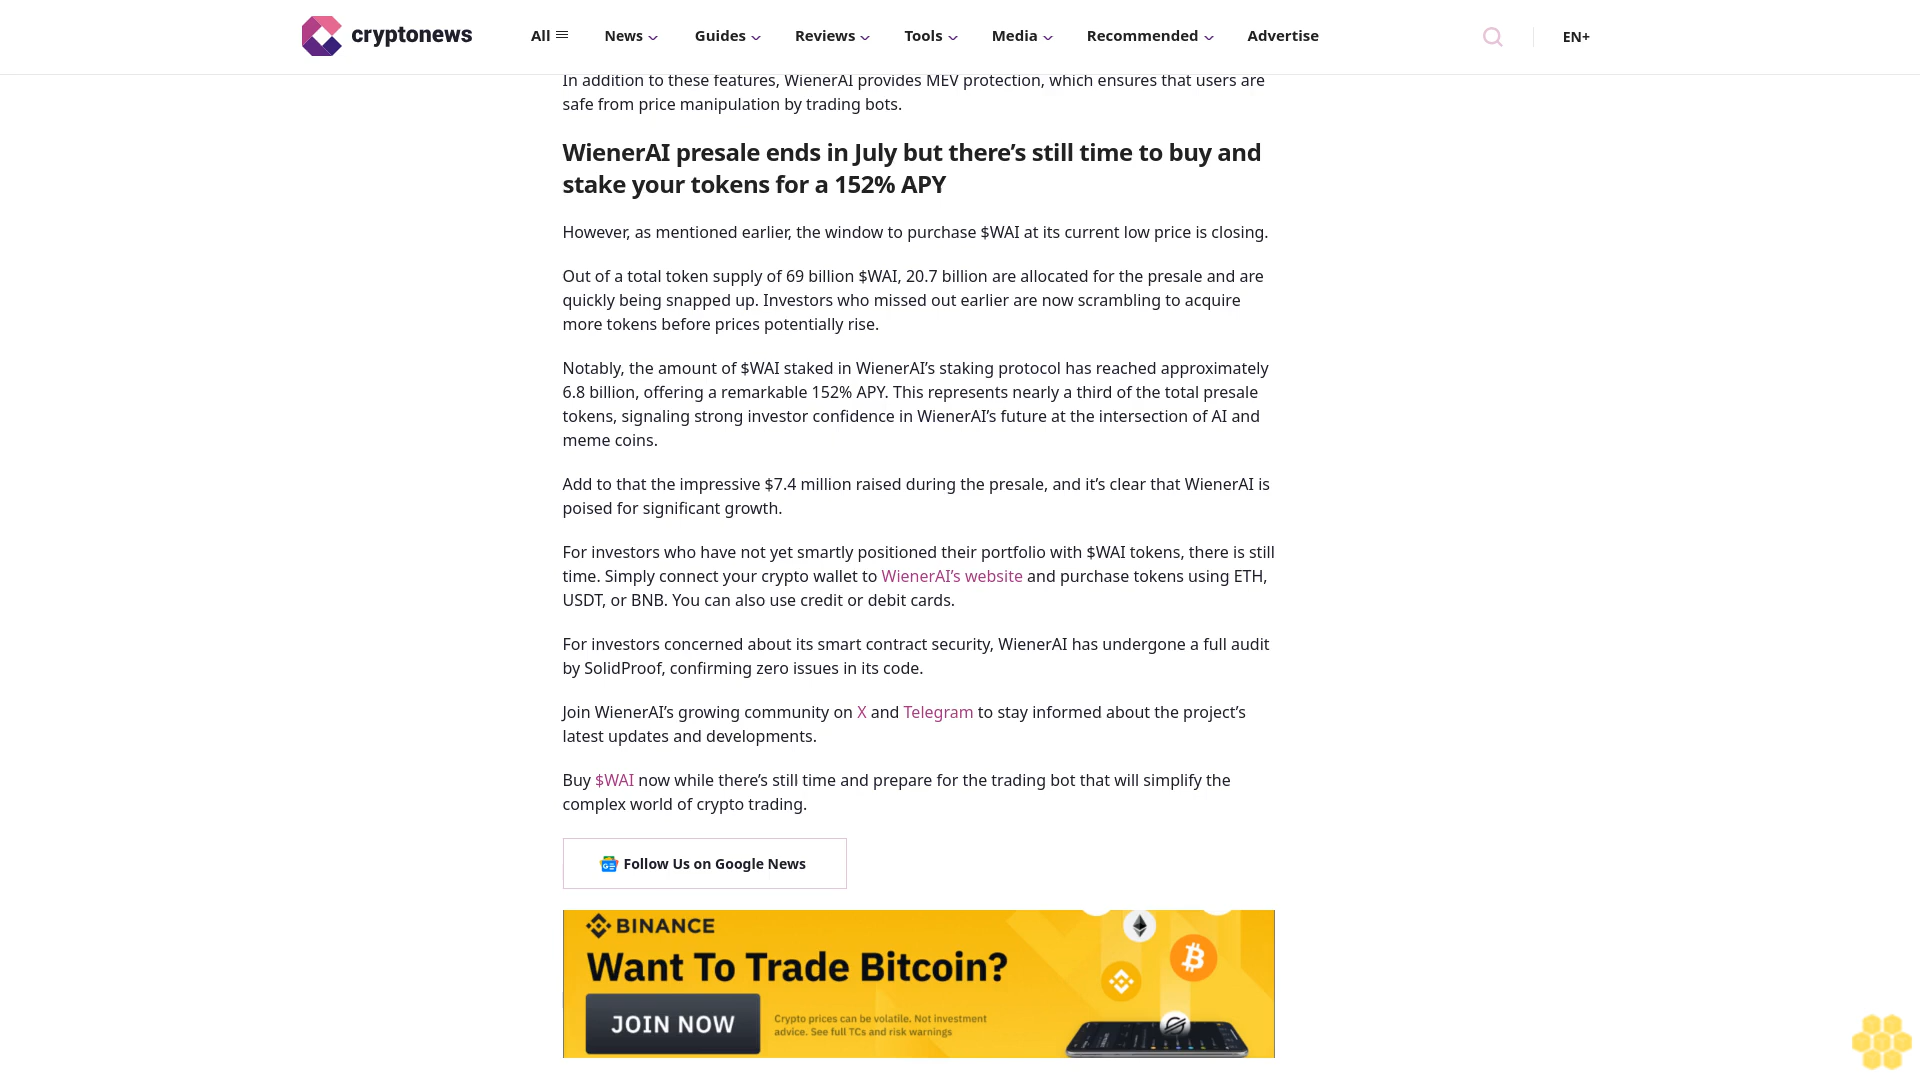 cryptonews
All
News
Guides
Reviews
Tools
Media
Recommended
Advertise
EN+
In addition to these features, WienerAI provides MEV protection, which ensures that users are
safe from price manipulation by trading bots.
WienerAI presale ends in July but there’s still time to buy and
stake your tokens for a 152% APY
However, as mentioned earlier, the window to purchase $WAI at its current low price is closing.
Out of a total token supply of 69 billion $WAI, 20.7 billion are allocated for the presale and are
quickly being snapped up. Investors who missed out earlier are now scrambling to acquire
more tokens before prices potentially rise.
Notably, the amount of $WAI staked in WienerAI’s staking protocol has reached approximately
6.8 billion, offering a remarkable 152% APY. This represents nearly a third of the total presale
tokens, signaling strong investor confidence in WienerAI’s future at the intersection of AI and
meme coins.
Add to that the impressive $7.4 million raised during the presale, and it’s clear that WienerAI is
poised for significant growth.
For investors who have not yet smartly positioned their portfolio with $WAI tokens, there is still
time. Simply connect your crypto wallet to WienerAI’s website and purchase tokens using ETH,
USDT, or BNB. You can also use credit or debit cards.
For investors concerned about its smart contract security, WienerAI has undergone a full audit
by SolidProof, confirming zero issues in its code.
Join WienerAI’s growing community on X and Telegram to stay informed about the project’s
latest updates and developments.
Buy $WAI now while there’s still time and prepare for the trading bot that will simplify the
complex world of crypto trading.
Follow Us on Google News
BINANCE
Want To Trade Bitcoin?
JOIN NOW
Crypto prices can be volatile. Not investment
advice. See full TCs and risk warnings